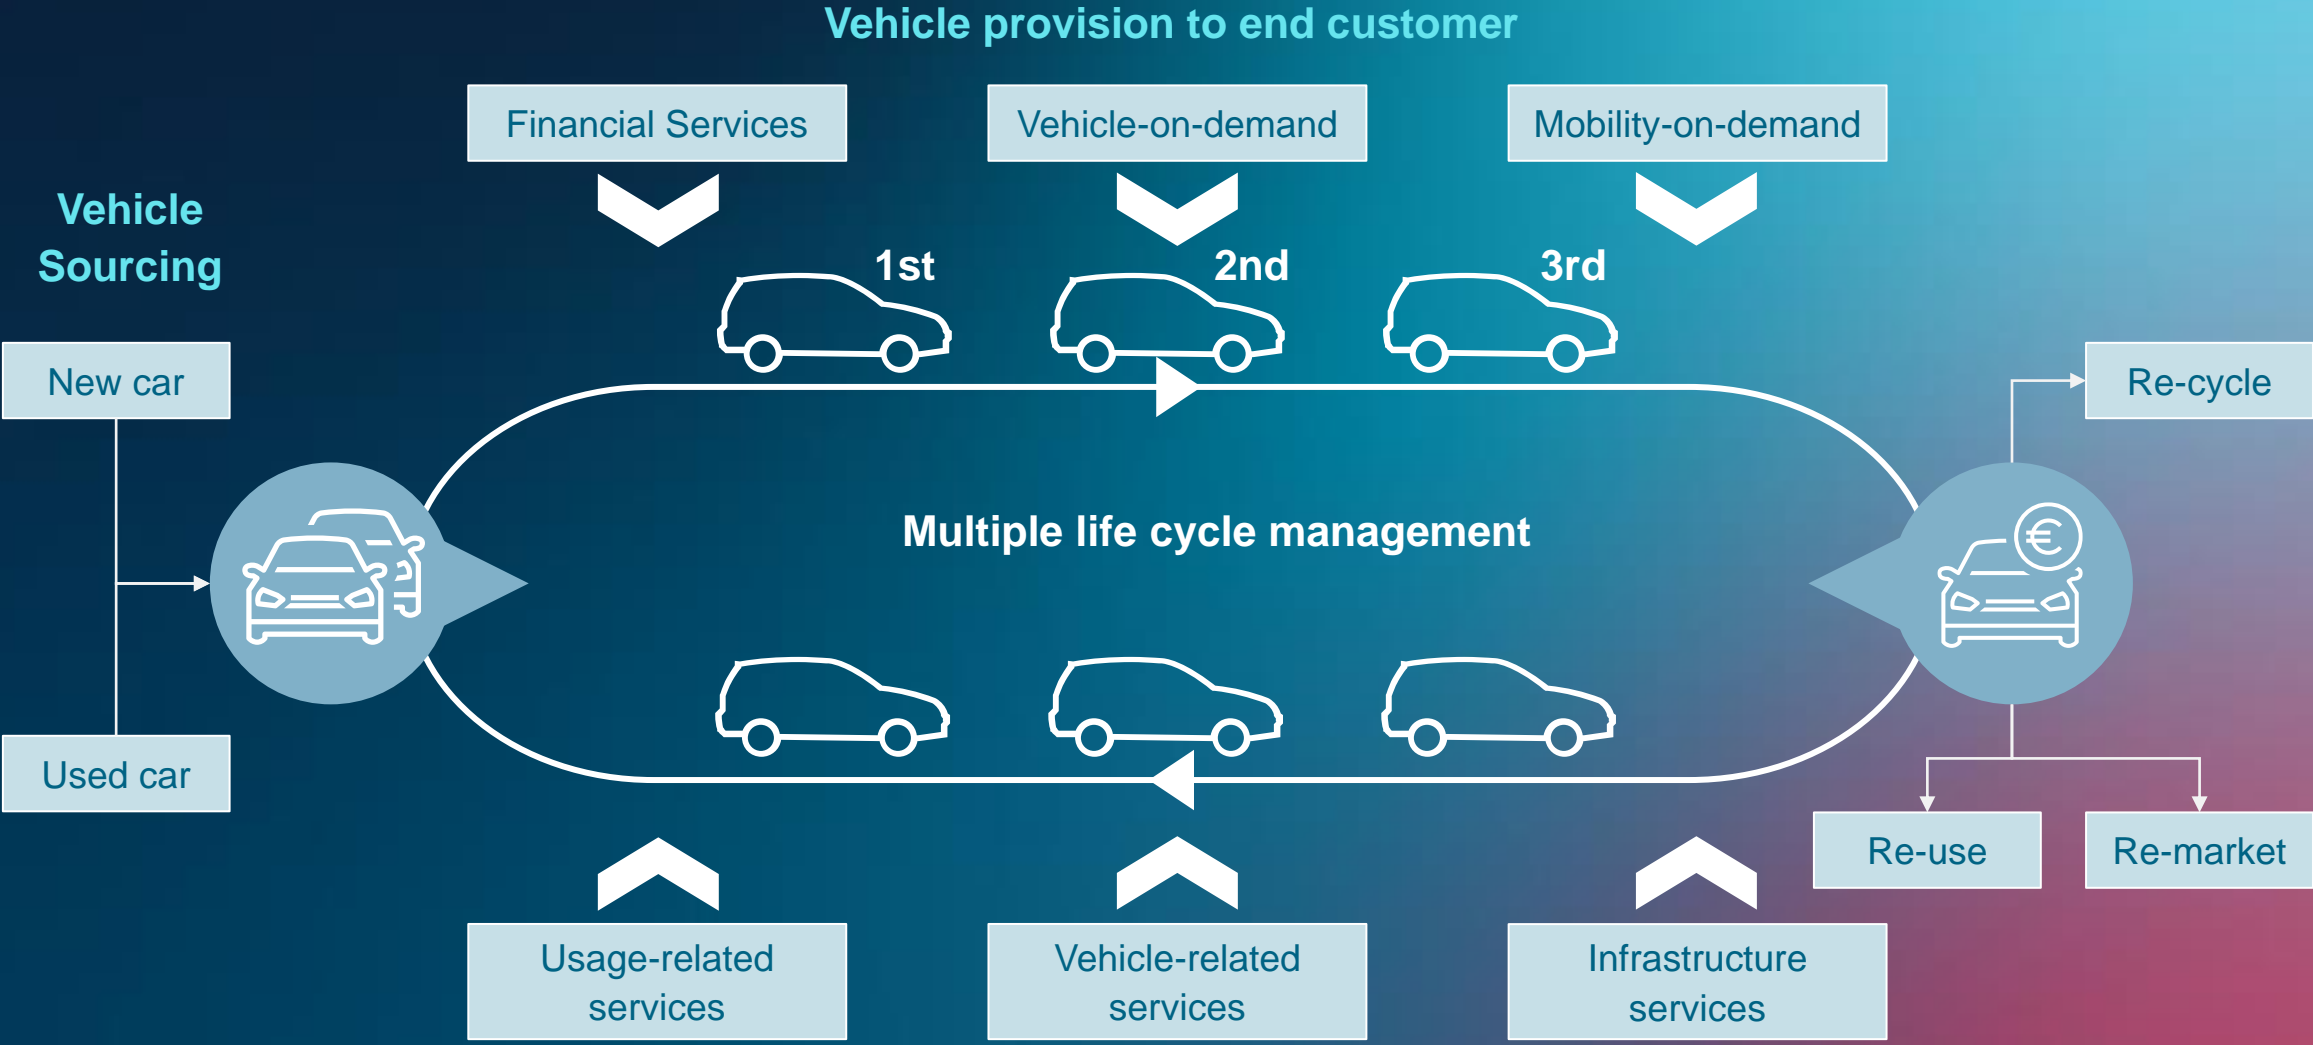 Vehicle provision to end customer
Financial Services
Vehicle-on-demand
Mobility-on-demand
Vehicle
Sourcing
1st
2nd
3rd
New car
Re-cycle
€
Multiple life cycle management
Used car
Re-use
Re-market
Usage-related
services
Vehicle-related
services
Infrastructure
services